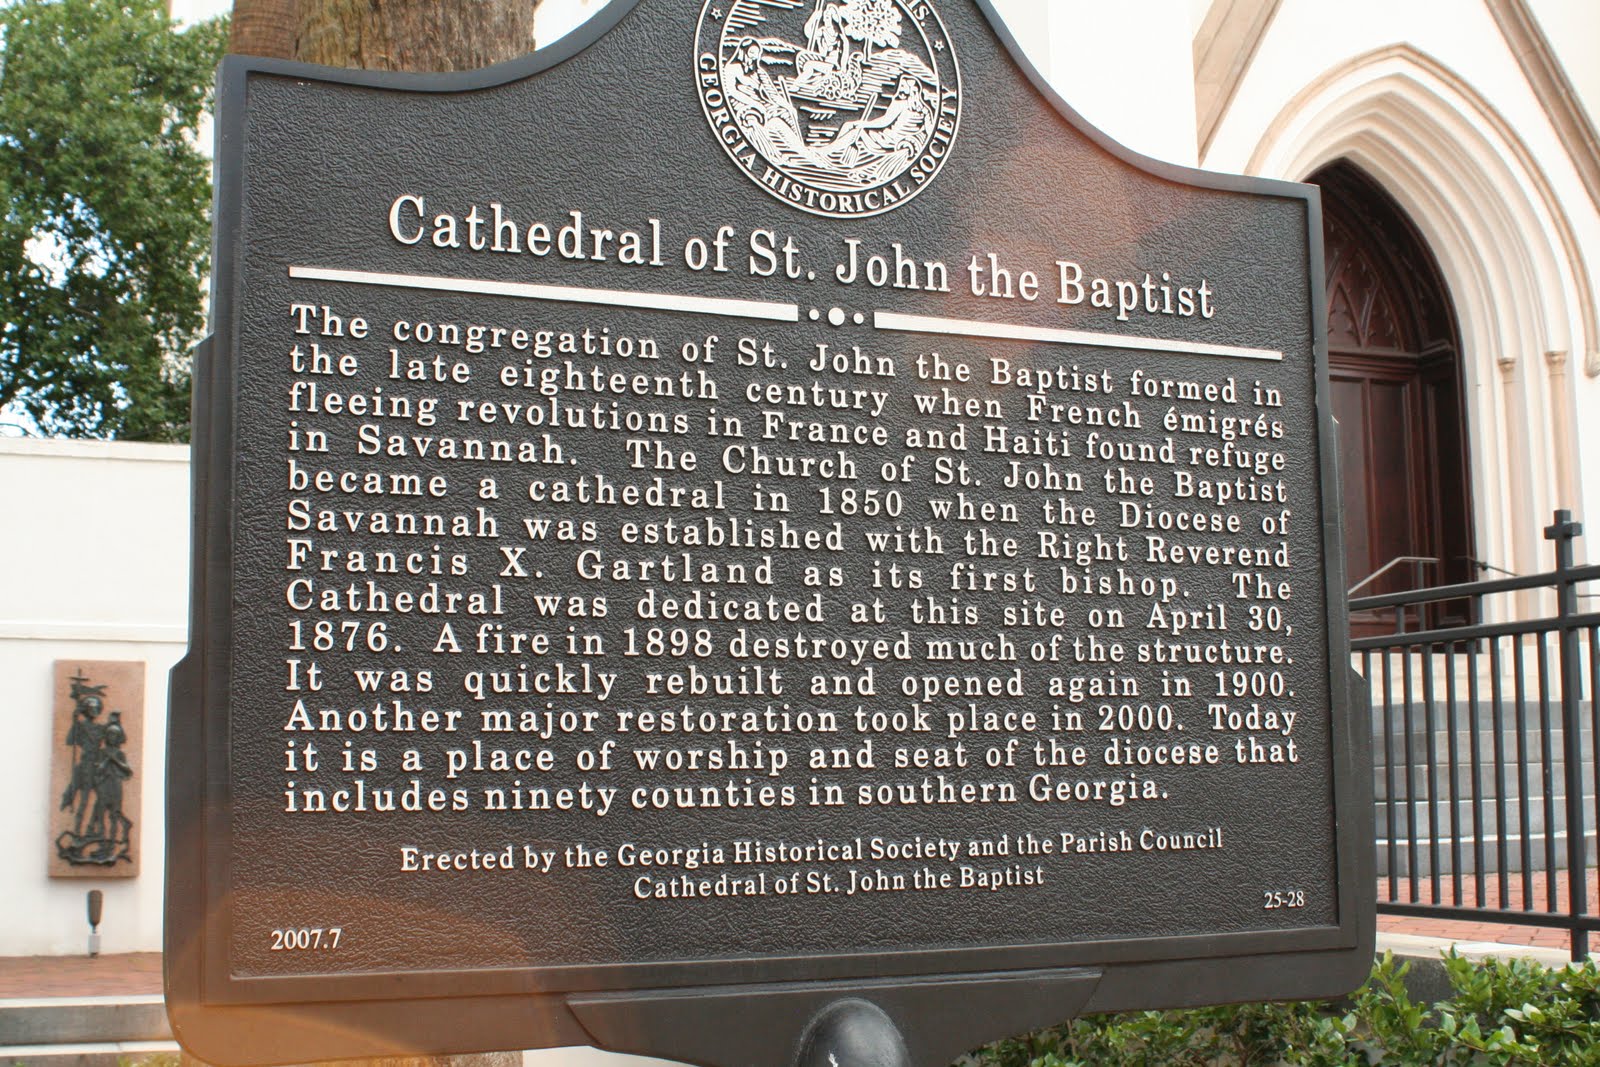 GEORGIA HISTORICAL SOCIETY
Cathedral of St. John the Baptist
The congregation of St. John the Baptist formed in
the late eighteenth century when French émigrés
fleeing revolutions in France and Haiti found refuge
in Savannah. The Church of St. John the Baptist
became a cathedral in 1850 when the Diocese of
Savannah was established with the Right Reverend
Francis X. Gartland as its first bishop. The
Cathedral was dedicated at this site on April 30,
1876. A fire in 1898 destroyed much of the structure.
It was quickly rebuilt and opened again in 1900.
Another major restoration took place in 2000. Today
it is a place of worship and seat of the diocese that
includes ninety counties in southern Georgia.
Erected by the Georgia Historical Society and the Parish Council
Cathedral of St. John the Baptist
25-28
2007.7